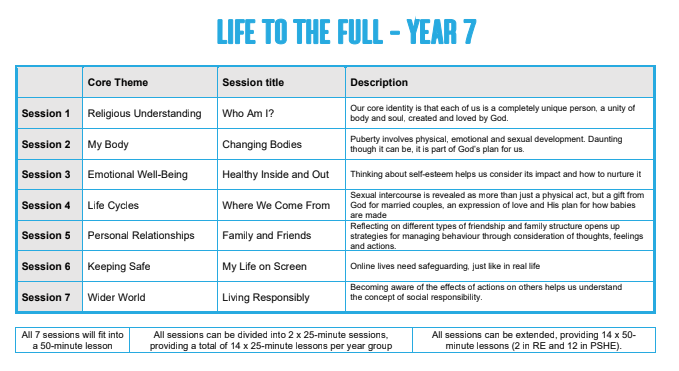 LIFE TO THE FULL – YEAR 7
Core Theme Session title Description
Session 1 Religious Understanding Who Am I? Our core identity is that each of us is a completely unique person, a unity of
body and soul, created and loved by God.
Session 2 My Body Changing Bodies Puberty involves physical, emotional and sexual development. Daunting
though it can be, it is part of God's plan for us.
Session 3 Emotional Well-Being Healthy Inside and Out Thinking about self-esteem helps us consider its impact and how to nurture it
Session 4 Life Cycles Where We Come From Sexual intercourse is revealed as more than just a physical act, but a gift from
God for married couples, an expression of love and His plan for how babies
are made
Session 5 Personal Relationships Family and Friends Reflecting on different types of friendship and family structure opens up
strategies for managing behaviour through consideration of thoughts, feelings
and actions.
Session 6 Keeping Safe My Life on Screen Online lives need safeguarding, just like in real life
Session 7 Wider World Living Responsibly Becoming aware of the effects of actions on others helps us understand
the concept of social responsibility.
All 7 sessions will fit into
a 50-minute lesson
All sessions can be divided into 2 x 25-minute sessions,
providing a total of 14 x 25-minute lessons per year group
All sessions can be extended, providing 14 x 50-
minute lessons (2 in RE and 12 in PSHE).